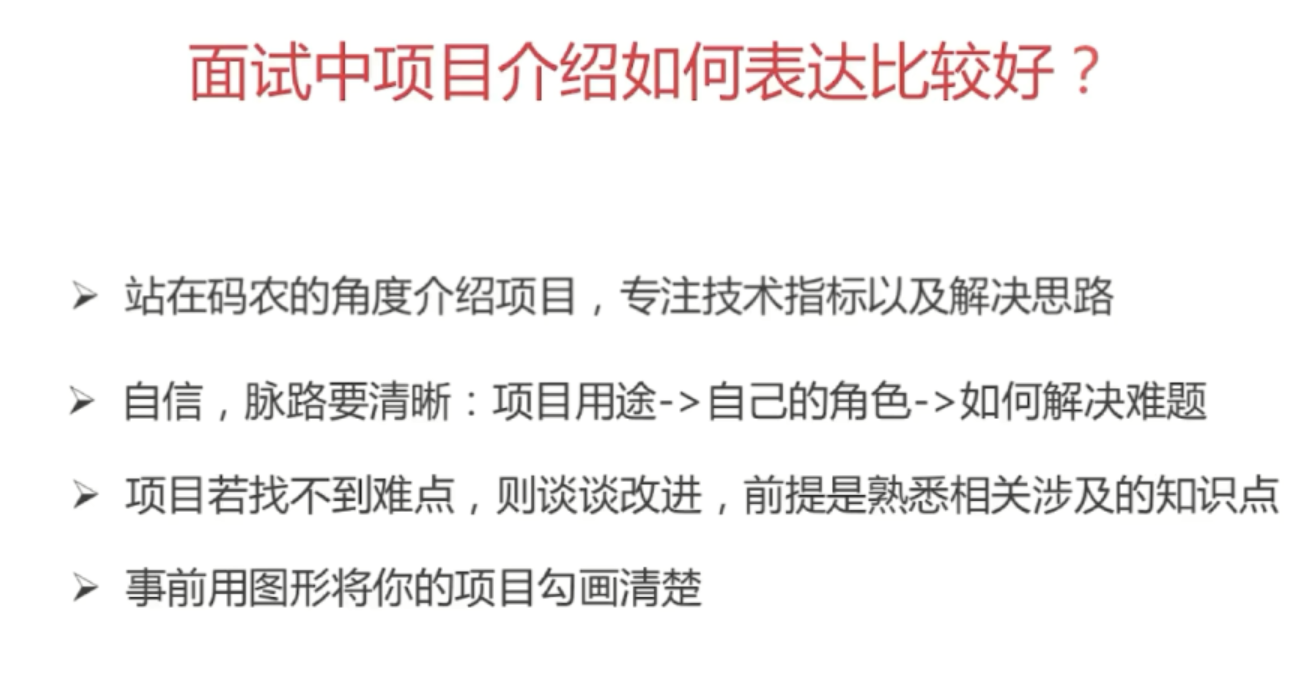 面试中项目介绍如何表达比较好？
➢ 站在码农的角度介绍项目，专注技术指标以及解决思路
➢ 自信，脉路要清晰：项目用途->自己的角色->如何解决难题
➢ 项目若找不到难点，则谈谈改进，前提是熟悉相关涉及的知识点
➢ 事前用图形将你的项目勾画清楚